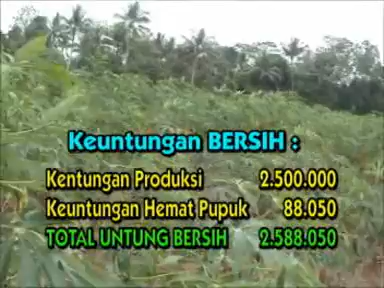 Keuntungan BERSIH :
Kentungan Produksi 2.500.000
Keuntungan Hemat Pupuk 88.050
TOTAL UNTUNG BERSIH 2.588.050